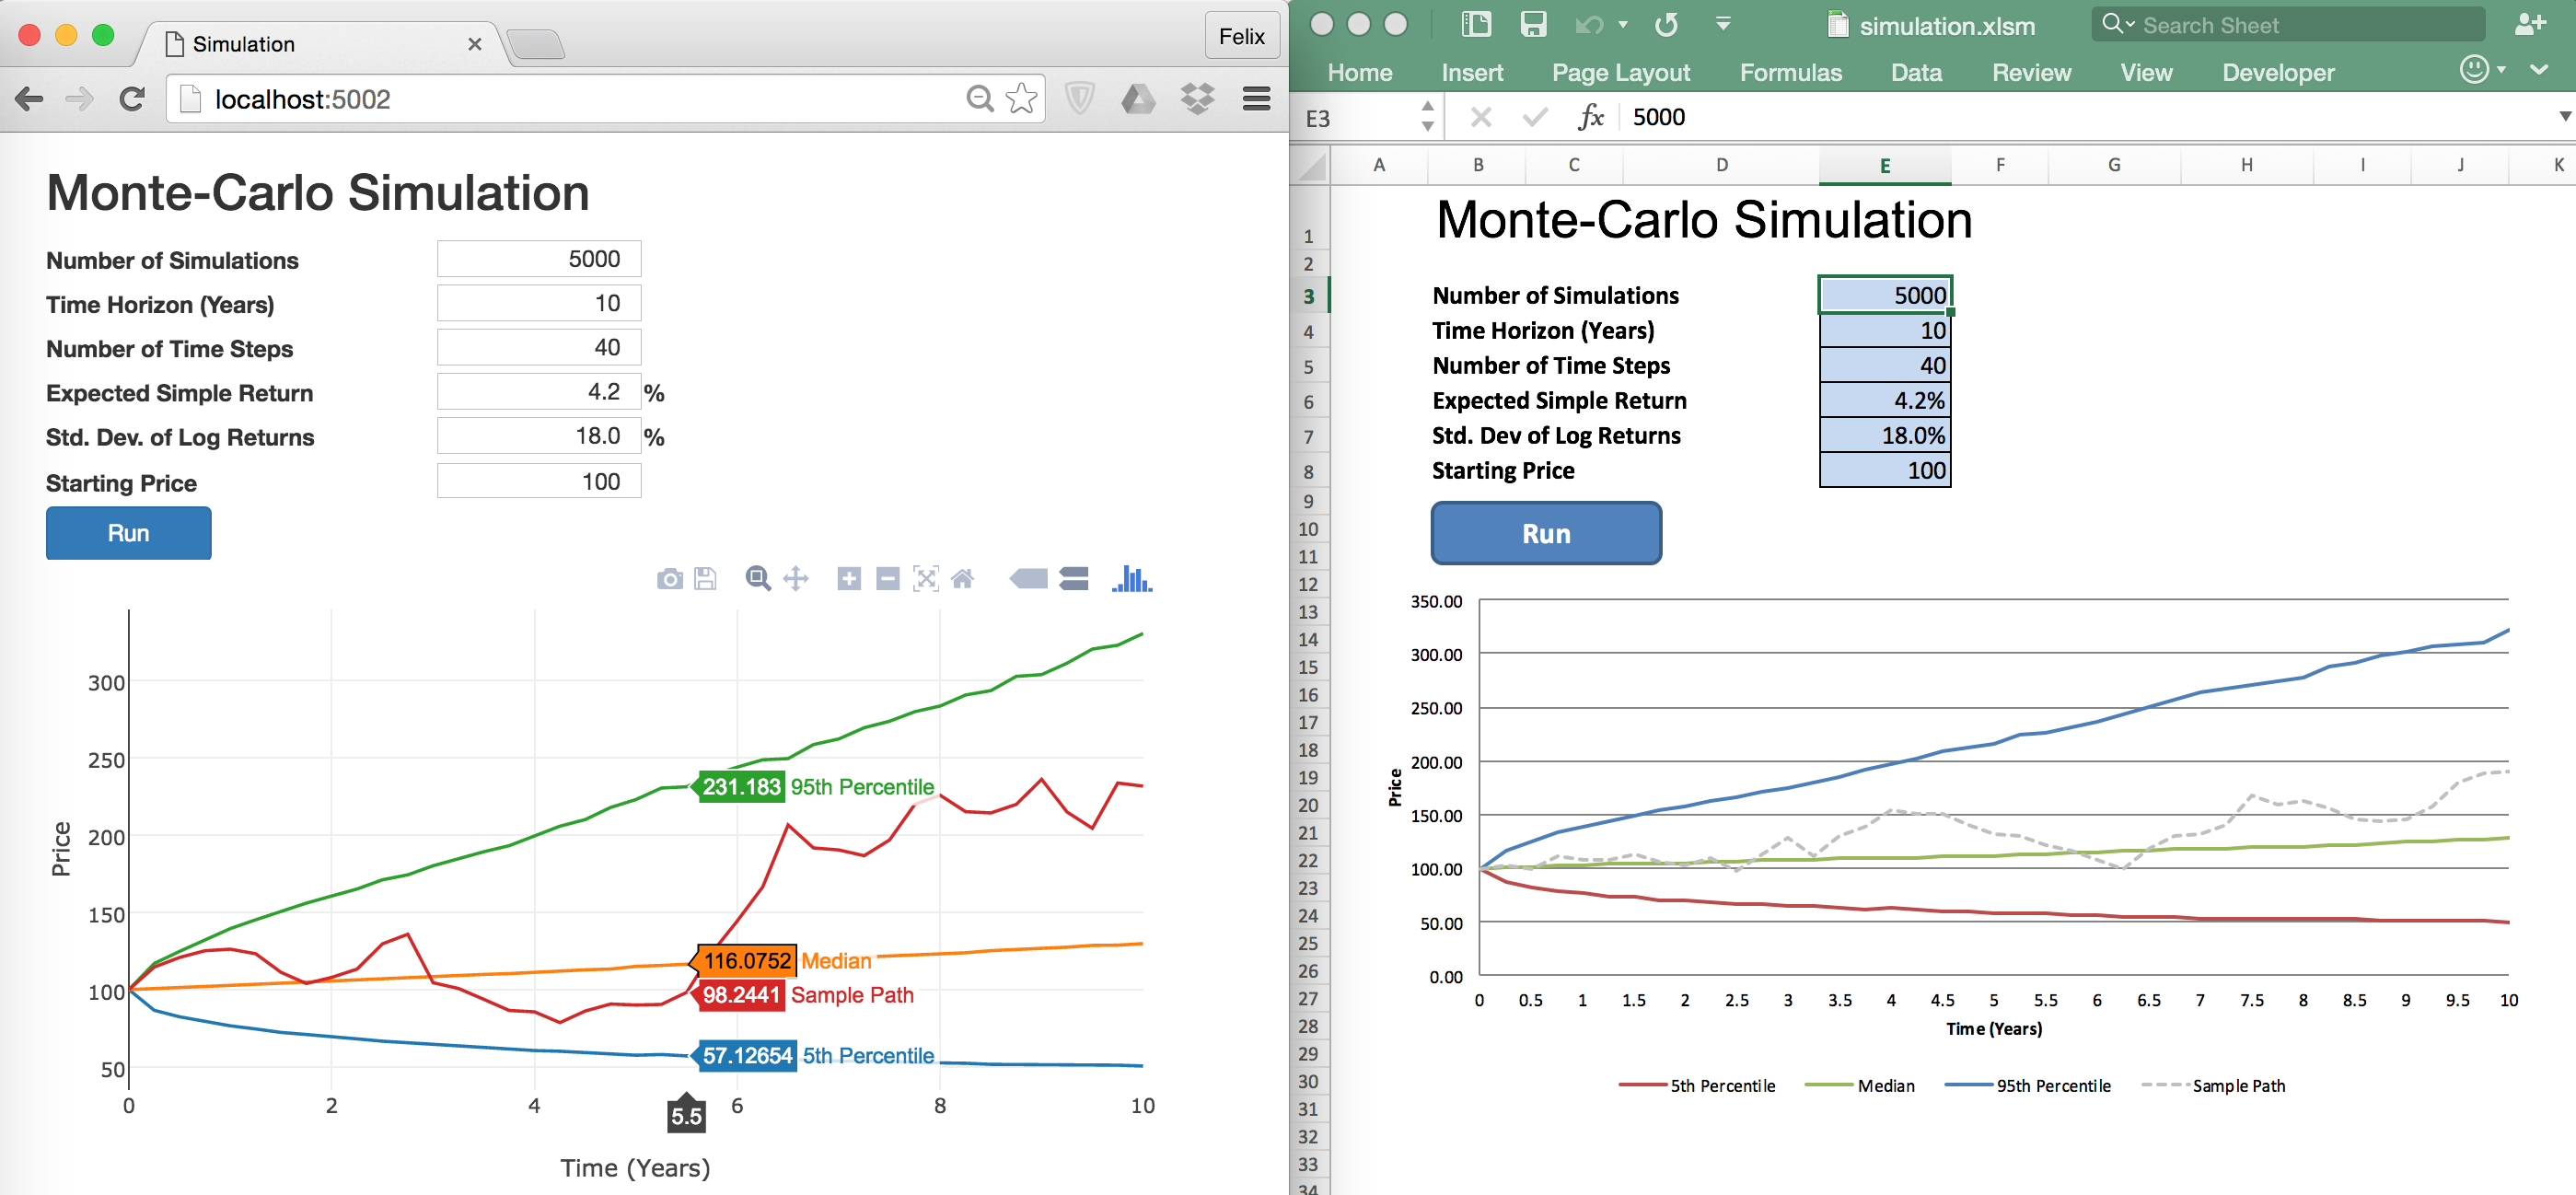 Simulation
Felix
localhost:5002
Monte-Carlo Simulation
Number of Simulations 5000
Time Horizon (Years) 10
Number of Time Steps 40
Expected Simple Return 4.2 %
Std. Dev. of Log Returns 18.0 %
Starting Price 100
Run
300
250
200
150
100
50
Price
231.183 95th Percentile
116.0752 Median
98.2441 Sample Path
57.12654 5th Percentile
0 2 4 5.5 6 8 10
Time (Years)
simulation.xlsm
Search Sheet
Home Insert Page Layout Formulas Data Review View Developer
E3 fx 5000
A B C D E F G H I J K
1
2
3
4
5
6
7
8
9
10
11
12
13
14
15
16
17
18
19
20
21
22
23
24
25
26
27
28
29
30
31
32
33
34
Monte-Carlo Simulation
Number of Simulations 5000
Time Horizon (Years) 10
Number of Time Steps 40
Expected Simple Return 4.2%
Std. Dev of Log Returns 18.0%
Starting Price 100
Run
350.00
300.00
250.00
200.00
150.00
100.00
50.00
0.00
Price
0 0.5 1 1.5 2 2.5 3 3.5 4 4.5 5 5.5 6 6.5 7 7.5 8 8.5 9 9.5 10
Time (Years)
5th Percentile Median 95th Percentile Sample Path